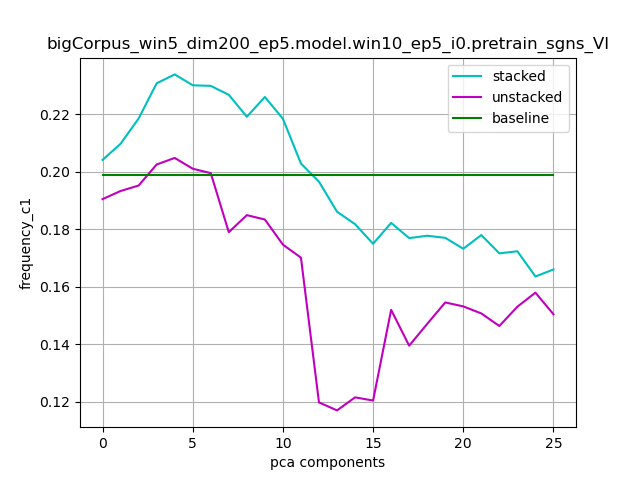 bigCorpus_win5_dim200_ep5.model.win10_ep5_i0.pretrain_sgns_VI
stacked
unstacked
baseline
0.22
0.20
0.18
0.16
0.14
0.12
frequency_c1
0 5 10 15 20 25
pca components